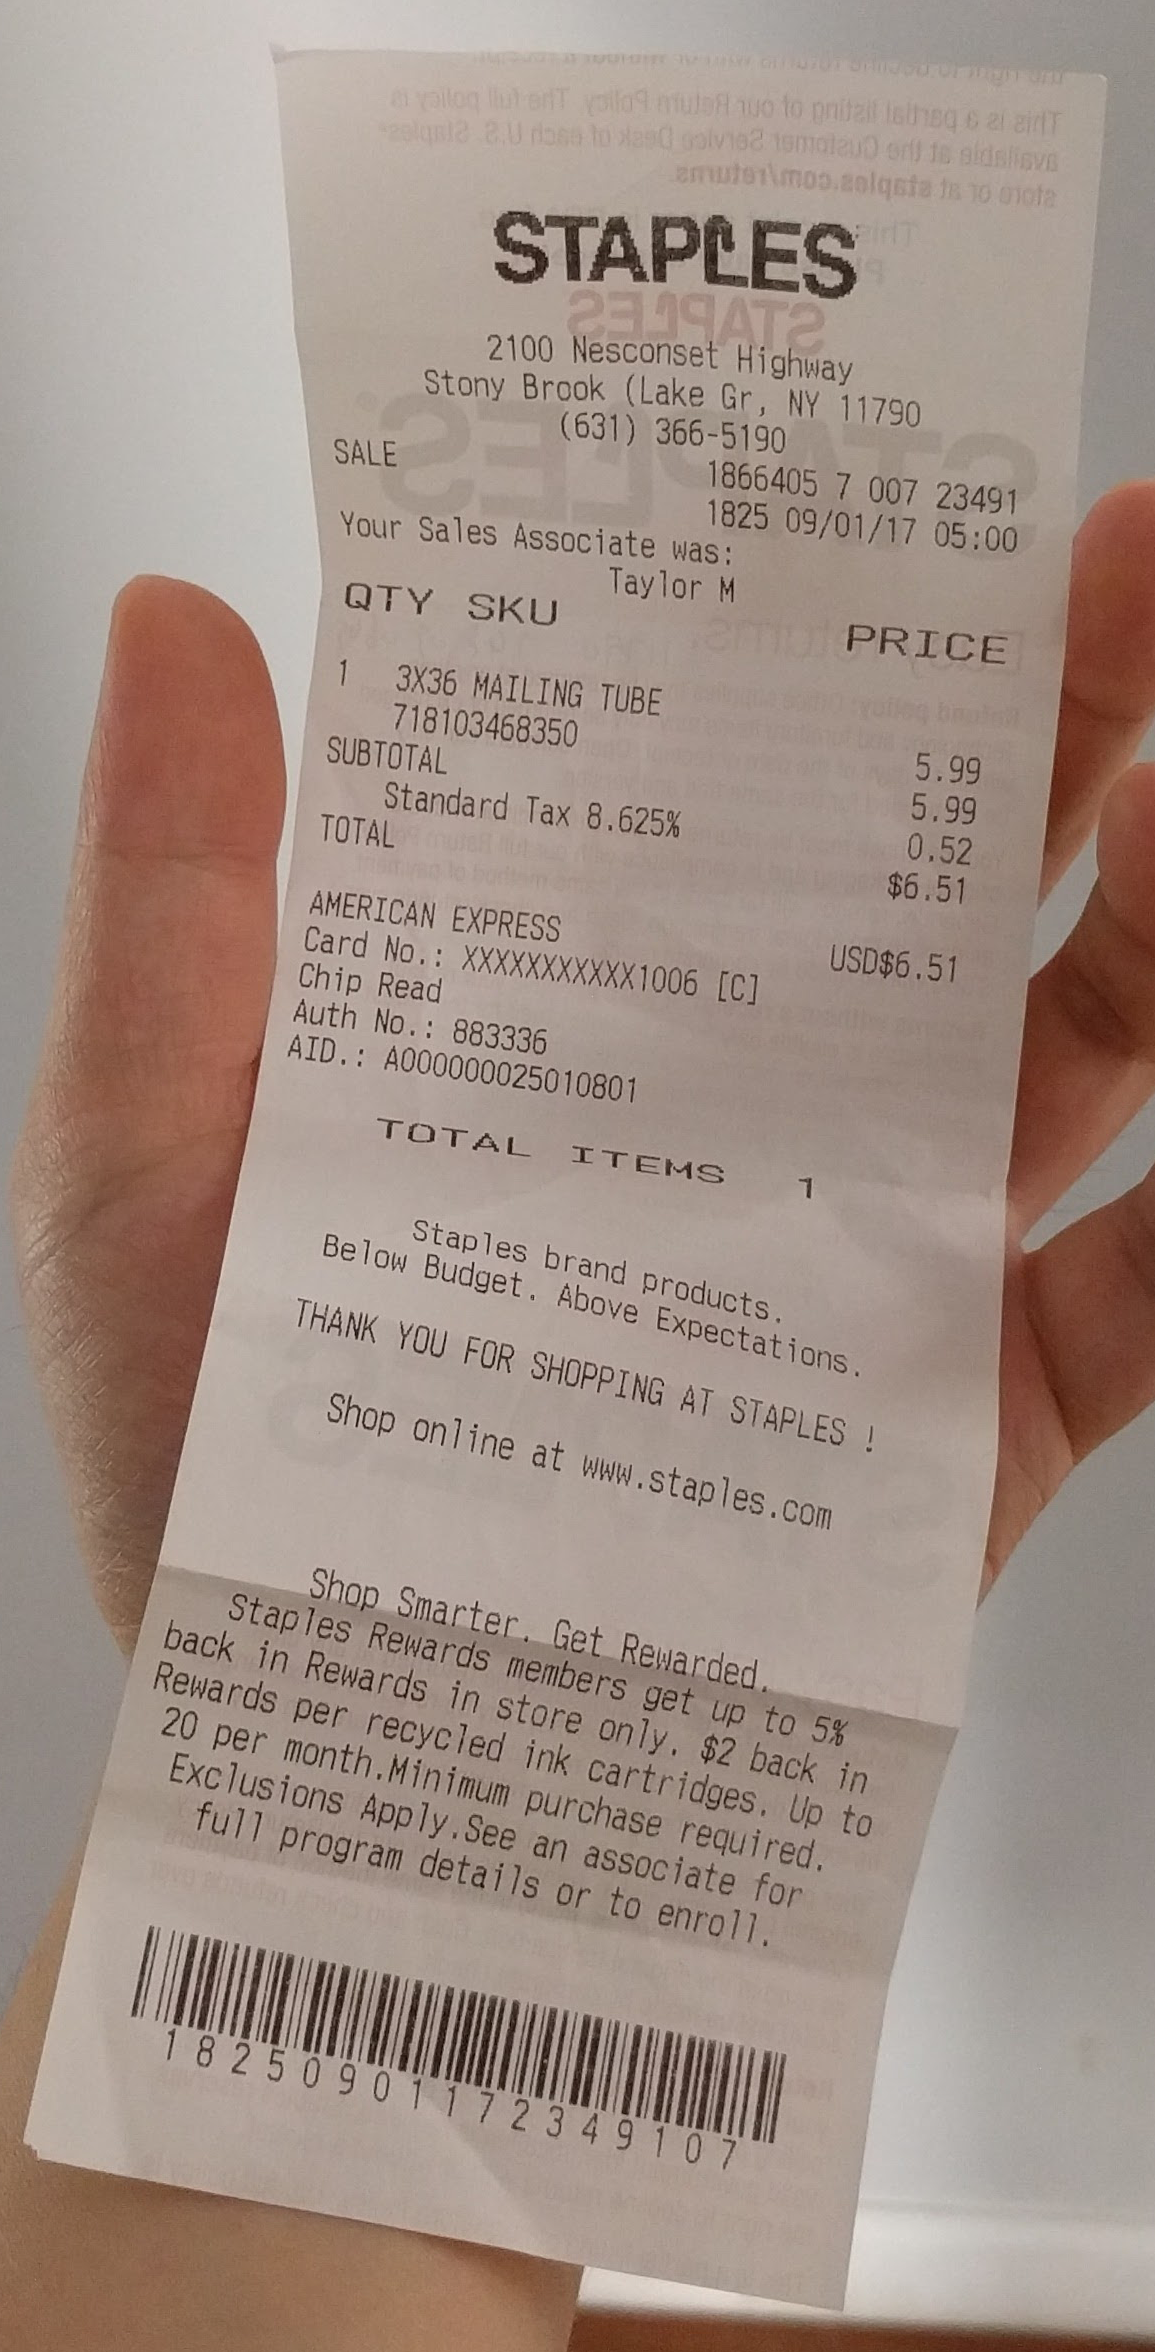 STAPLES
2100 Nesconset Highway
Stony Brook (Lake Gr, NY 11790
(631) 366-5190
SALE 1866405 7 007 23491
1825 09/01/17 05:00
Your Sales Associate was:
Taylor M
QTY SKU PRICE
1 3X36 MAILING TUBE
718103468350 5.99
SUBTOTAL 5.99
Standard Tax 8.625% 0.52
TOTAL $6.51
AMERICAN EXPRESS USD$6.51
Card No.: XXXXXXXXXXX1006 [C]
Chip Read
Auth No.: 883336
AID.: A000000025010801
TOTAL ITEMS 1
Staples brand products.
Below Budget. Above Expectations.
THANK YOU FOR SHOPPING AT STAPLES !
Shop online at www.staples.com
Shop Smarter. Get Rewarded.
Staples Rewards members get up to 5%
back in Rewards in store only. $2 back in
Rewards per recycled ink cartridges. Up to
20 per month.Minimum purchase required.
Exclusions Apply.See an associate for
full program details or to enroll.
18250901172349107